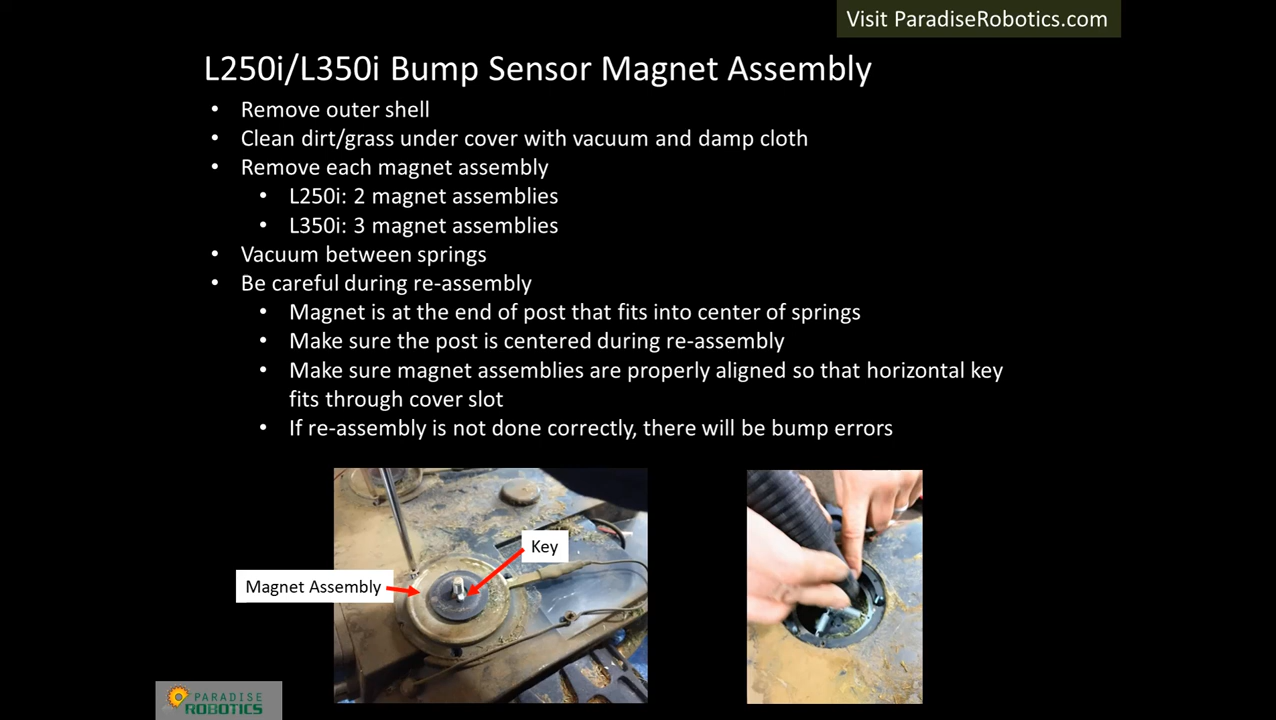 Visit ParadiseRobotics.com
L250i/L350i Bump Sensor Magnet Assembly
• Remove outer shell
• Clean dirt/grass under cover with vacuum and damp cloth
• Remove each magnet assembly
• L250i: 2 magnet assemblies
• L350i: 3 magnet assemblies
• Vacuum between springs
• Be careful during re-assembly
• Magnet is at the end of post that fits into center of springs
• Make sure the post is centered during re-assembly
• Make sure magnet assemblies are properly aligned so that horizontal key
fits through cover slot
• If re-assembly is not done correctly, there will be bump errors
Key
Magnet Assembly
PARADISE
ROBOTICS